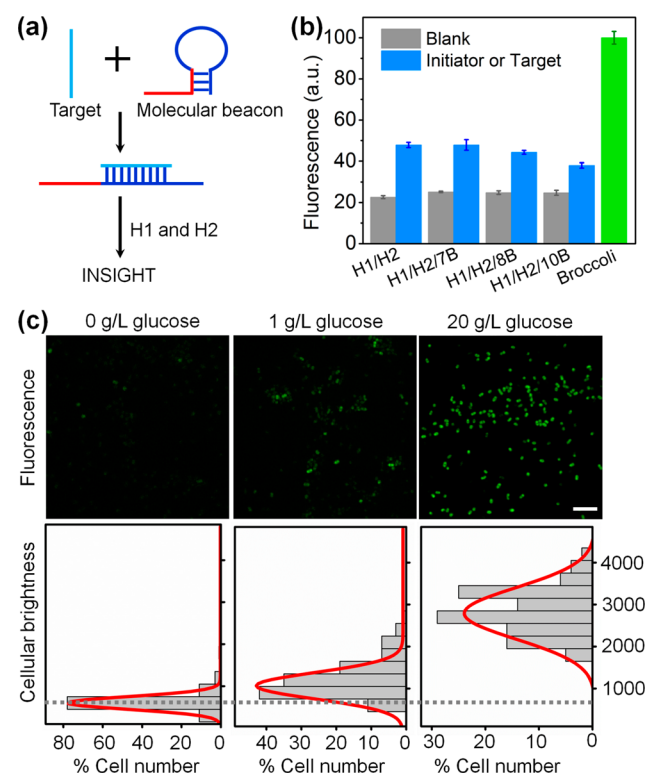 (a)
Target
Molecular beacon
H1 and H2
INSIGHT
(b)
Fluorescence (a.u.)
100
80
60
40
20
0
Blank
Initiator or Target
H1/H2
H1/H2/7B
H1/H2/8B
H1/H2/10B
Broccoli
(c)
0 g/L glucose
1 g/L glucose
20 g/L glucose
Fluorescence
Cellular brightness
4000
3000
2000
1000
80 60 40 20 0
40 30 20 10 0
30 20 10 0
% Cell number
% Cell number
% Cell number